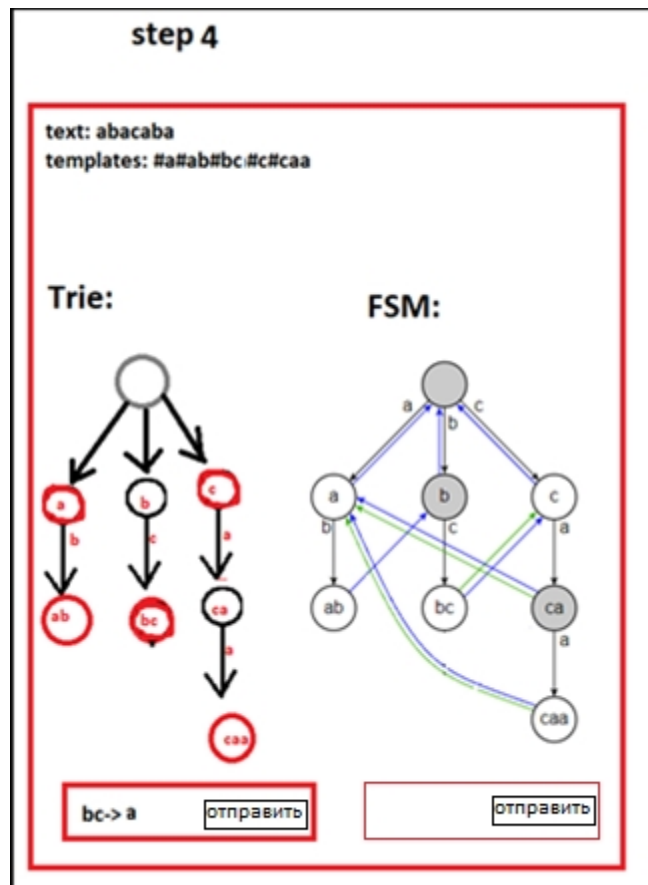 step 4
text: abacaba
templates: #a#ab#bc#c#caa
Trie:
FSM:
a
b
c
b
c
a
ab
bc
ca
a
caa
a
b
c
a
b
c
b
c
a
ab
bc
ca
a
caa
bc-> a
отправить
отправить